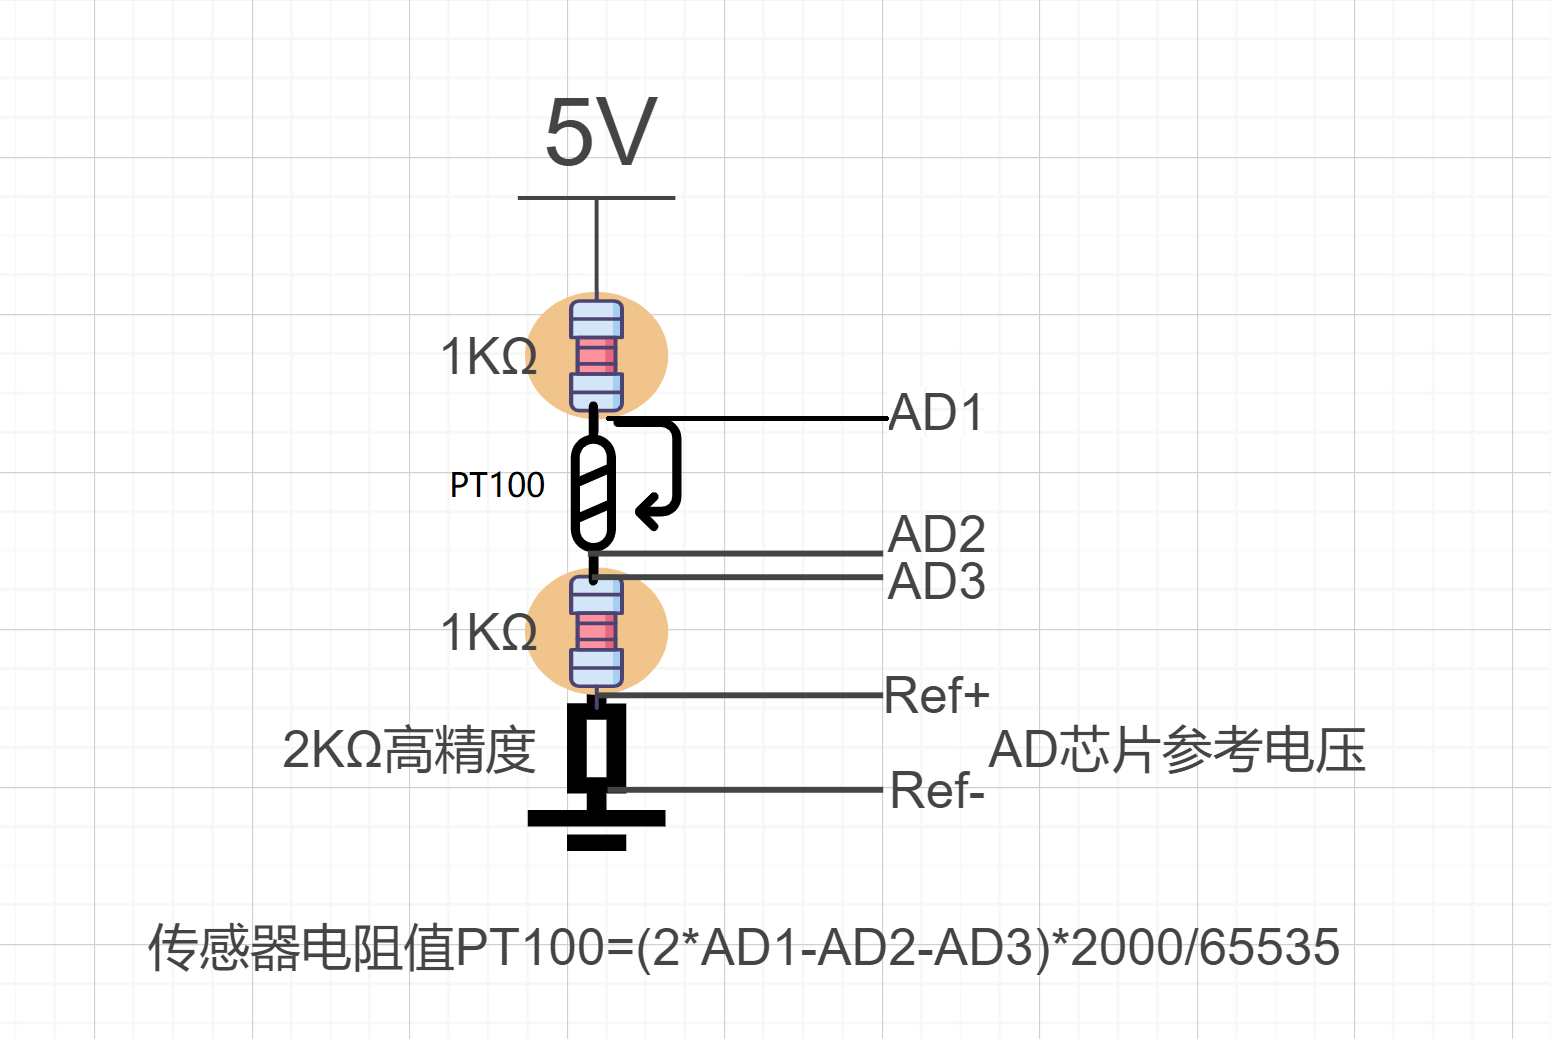 5V
1KΩ
AD1
PT100
AD2
AD3
1KΩ
Ref+
2KΩ高精度
AD芯片参考电压
Ref-
传感器电阻值PT100=(2*AD1-AD2-AD3)*2000/65535